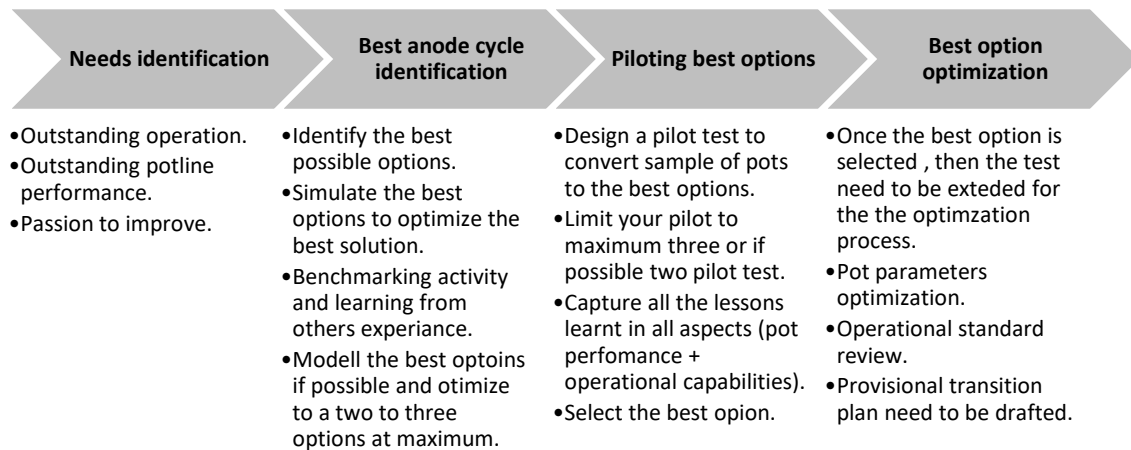 Needs identification
Best anode cycle
identification
Piloting best options
Best option
optimization
•Outstanding operation.
•Outstanding potline
performance.
•Passion to improve.
•Identify the best
possible options.
•Simulate the best
options to optimize the
best solution.
•Benchmarking activity
and learning from
others experiance.
•Modell the best optoins
if possible and otimize
to a two to three
options at maximum.
•Design a pilot test to
convert sample of pots
to the best options.
•Limit your pilot to
maximum three or if
possible two pilot test.
•Capture all the lessons
learnt in all aspects (pot
perfomance +
operational capabilities).
•Select the best opion.
•Once the best option is
selected , then the test
need to be exteded for
the the optimzation
process.
•Pot parameters
optimization.
•Operational standard
review.
•Provisional transition
plan need to be drafted.